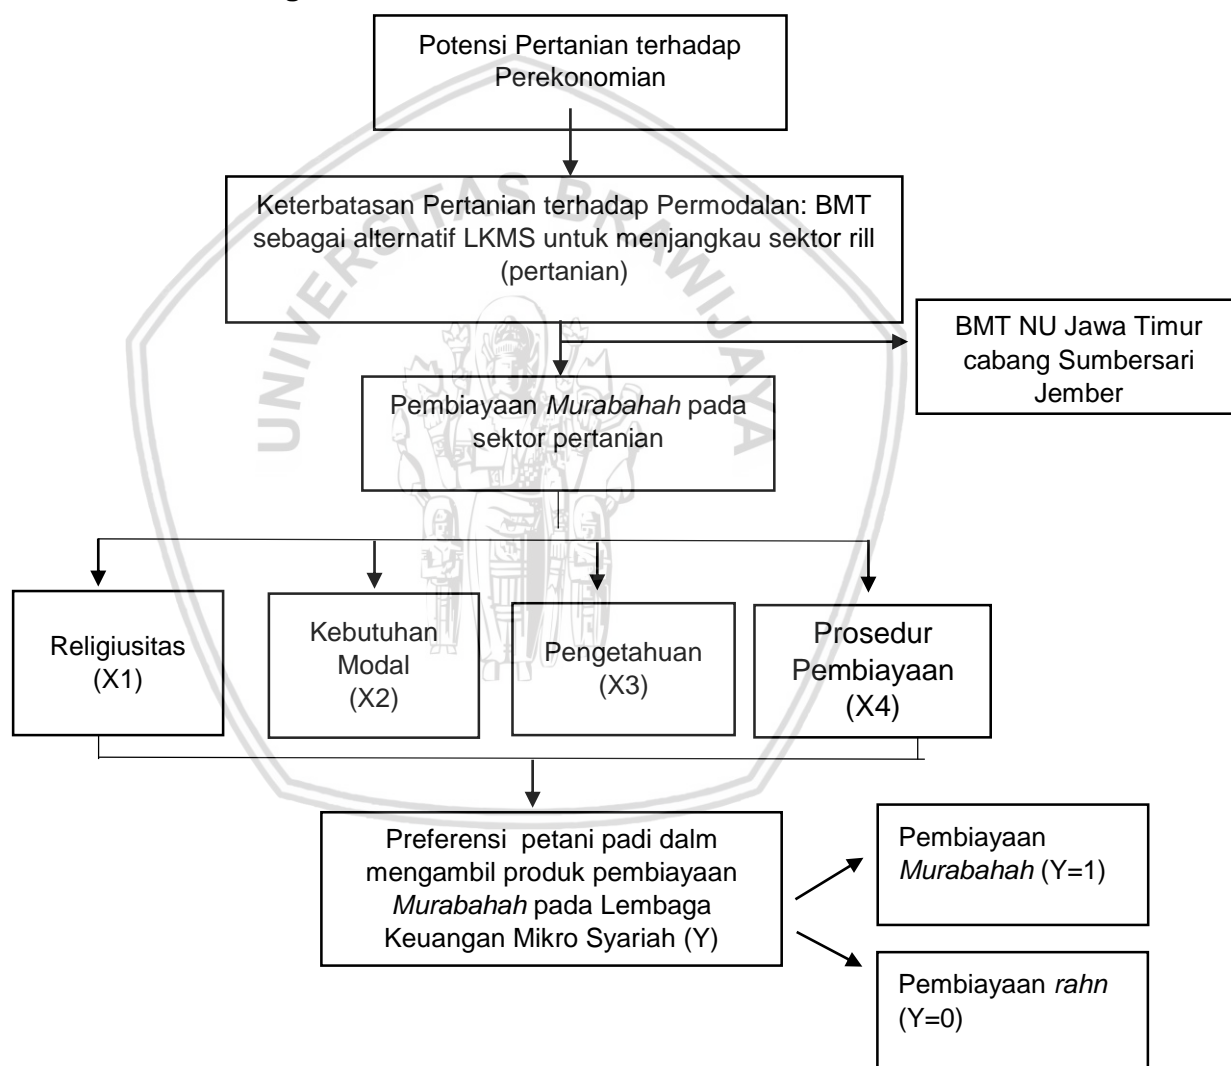 Potensi Pertanian terhadap
Perekonomian
UNIVERSITAS BRAWIJAYA
Keterbatasan Pertanian terhadap Permodalan: BMT
sebagai alternatif LKMS untuk menjangkau sektor rill
(pertanian)
BMT NU Jawa Timur
cabang Sumbersari
Jember
Pembiayaan Murabahah pada
sektor pertanian
Religiusitas
(X1)
Kebutuhan
Modal
(X2)
Pengetahuan
(X3)
Prosedur
Pembiayaan
(X4)
Preferensi petani padi dalm
mengambil produk pembiayaan
Murabahah pada Lembaga
Keuangan Mikro Syariah (Y)
Pembiayaan
Murabahah (Y=1)
Pembiayaan rahn
(Y=0)